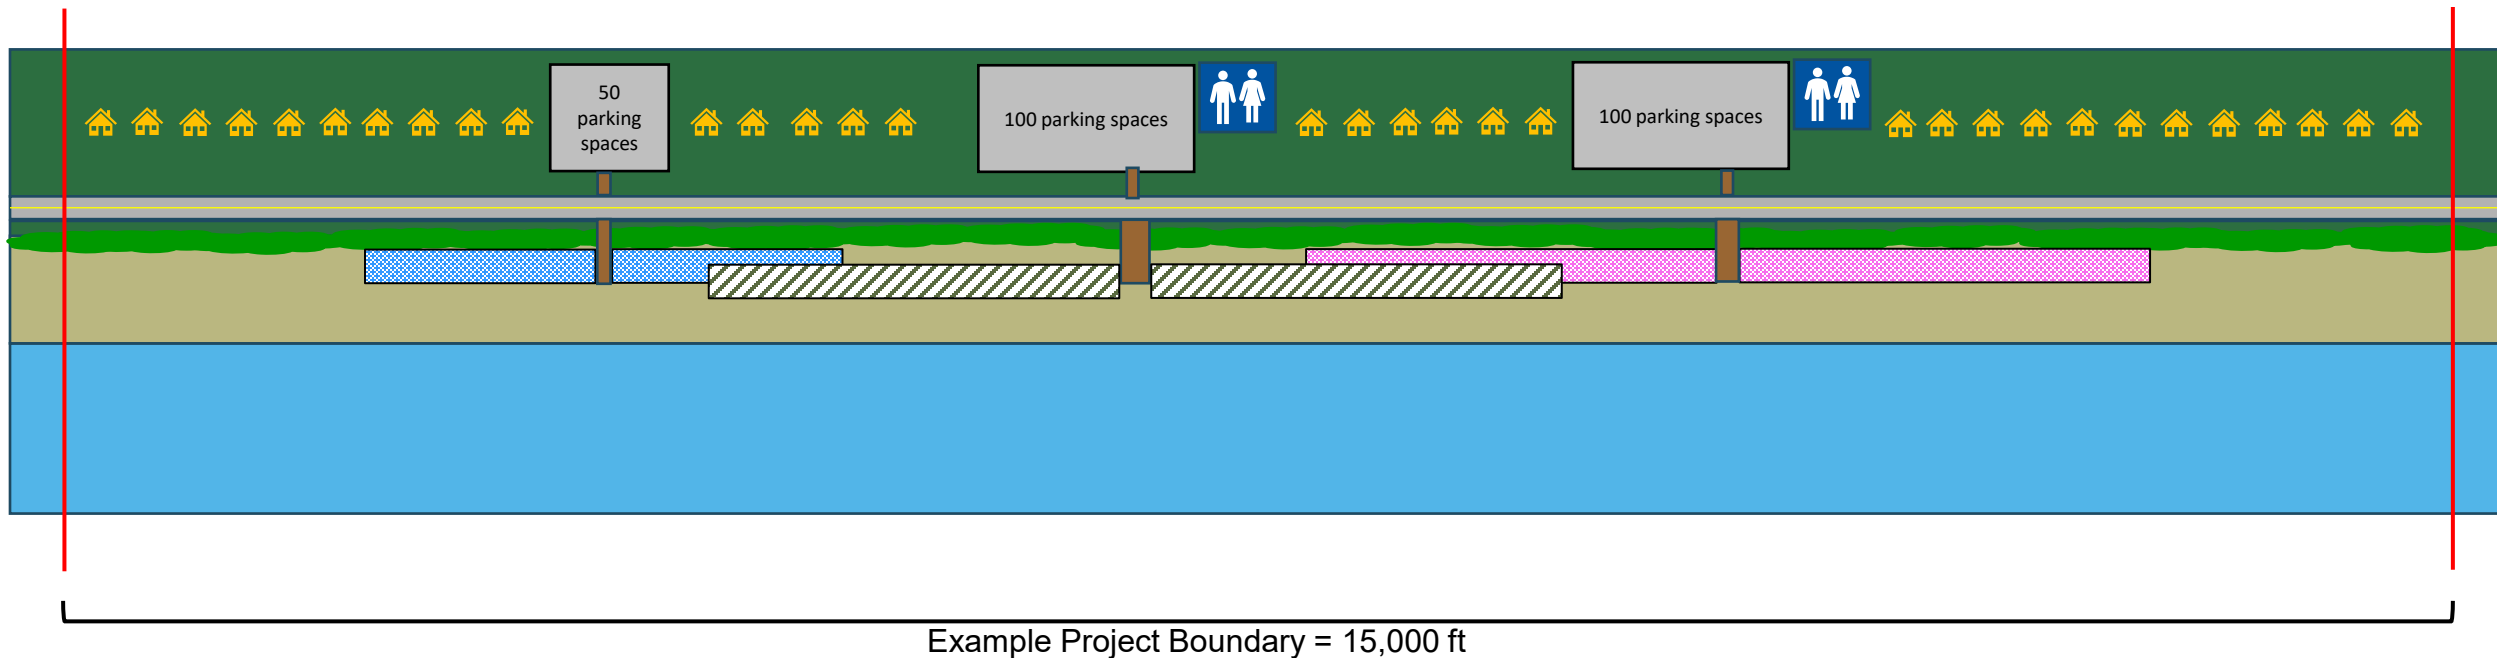 50
parking
spaces
100 parking spaces
100 parking spaces
Example Project Boundary = 15,000 ft